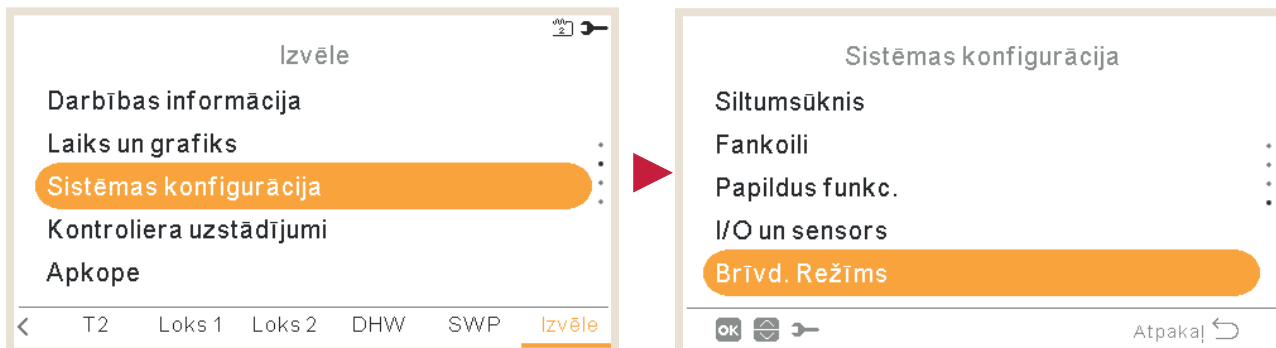 2
Izvēle
Darbības informācija
Laiks un grafiks
Sistēmas konfigurācija
Kontroliera uzstādījumi
Apkope
< T2 Loks 1 Loks 2 DHW SWP Izvēle
Sistēmas konfigurācija
Siltumsūknis
Fankoili
Papildus funkc.
I/O un sensors
Brīvd. Režīms
OK Atpakaļ